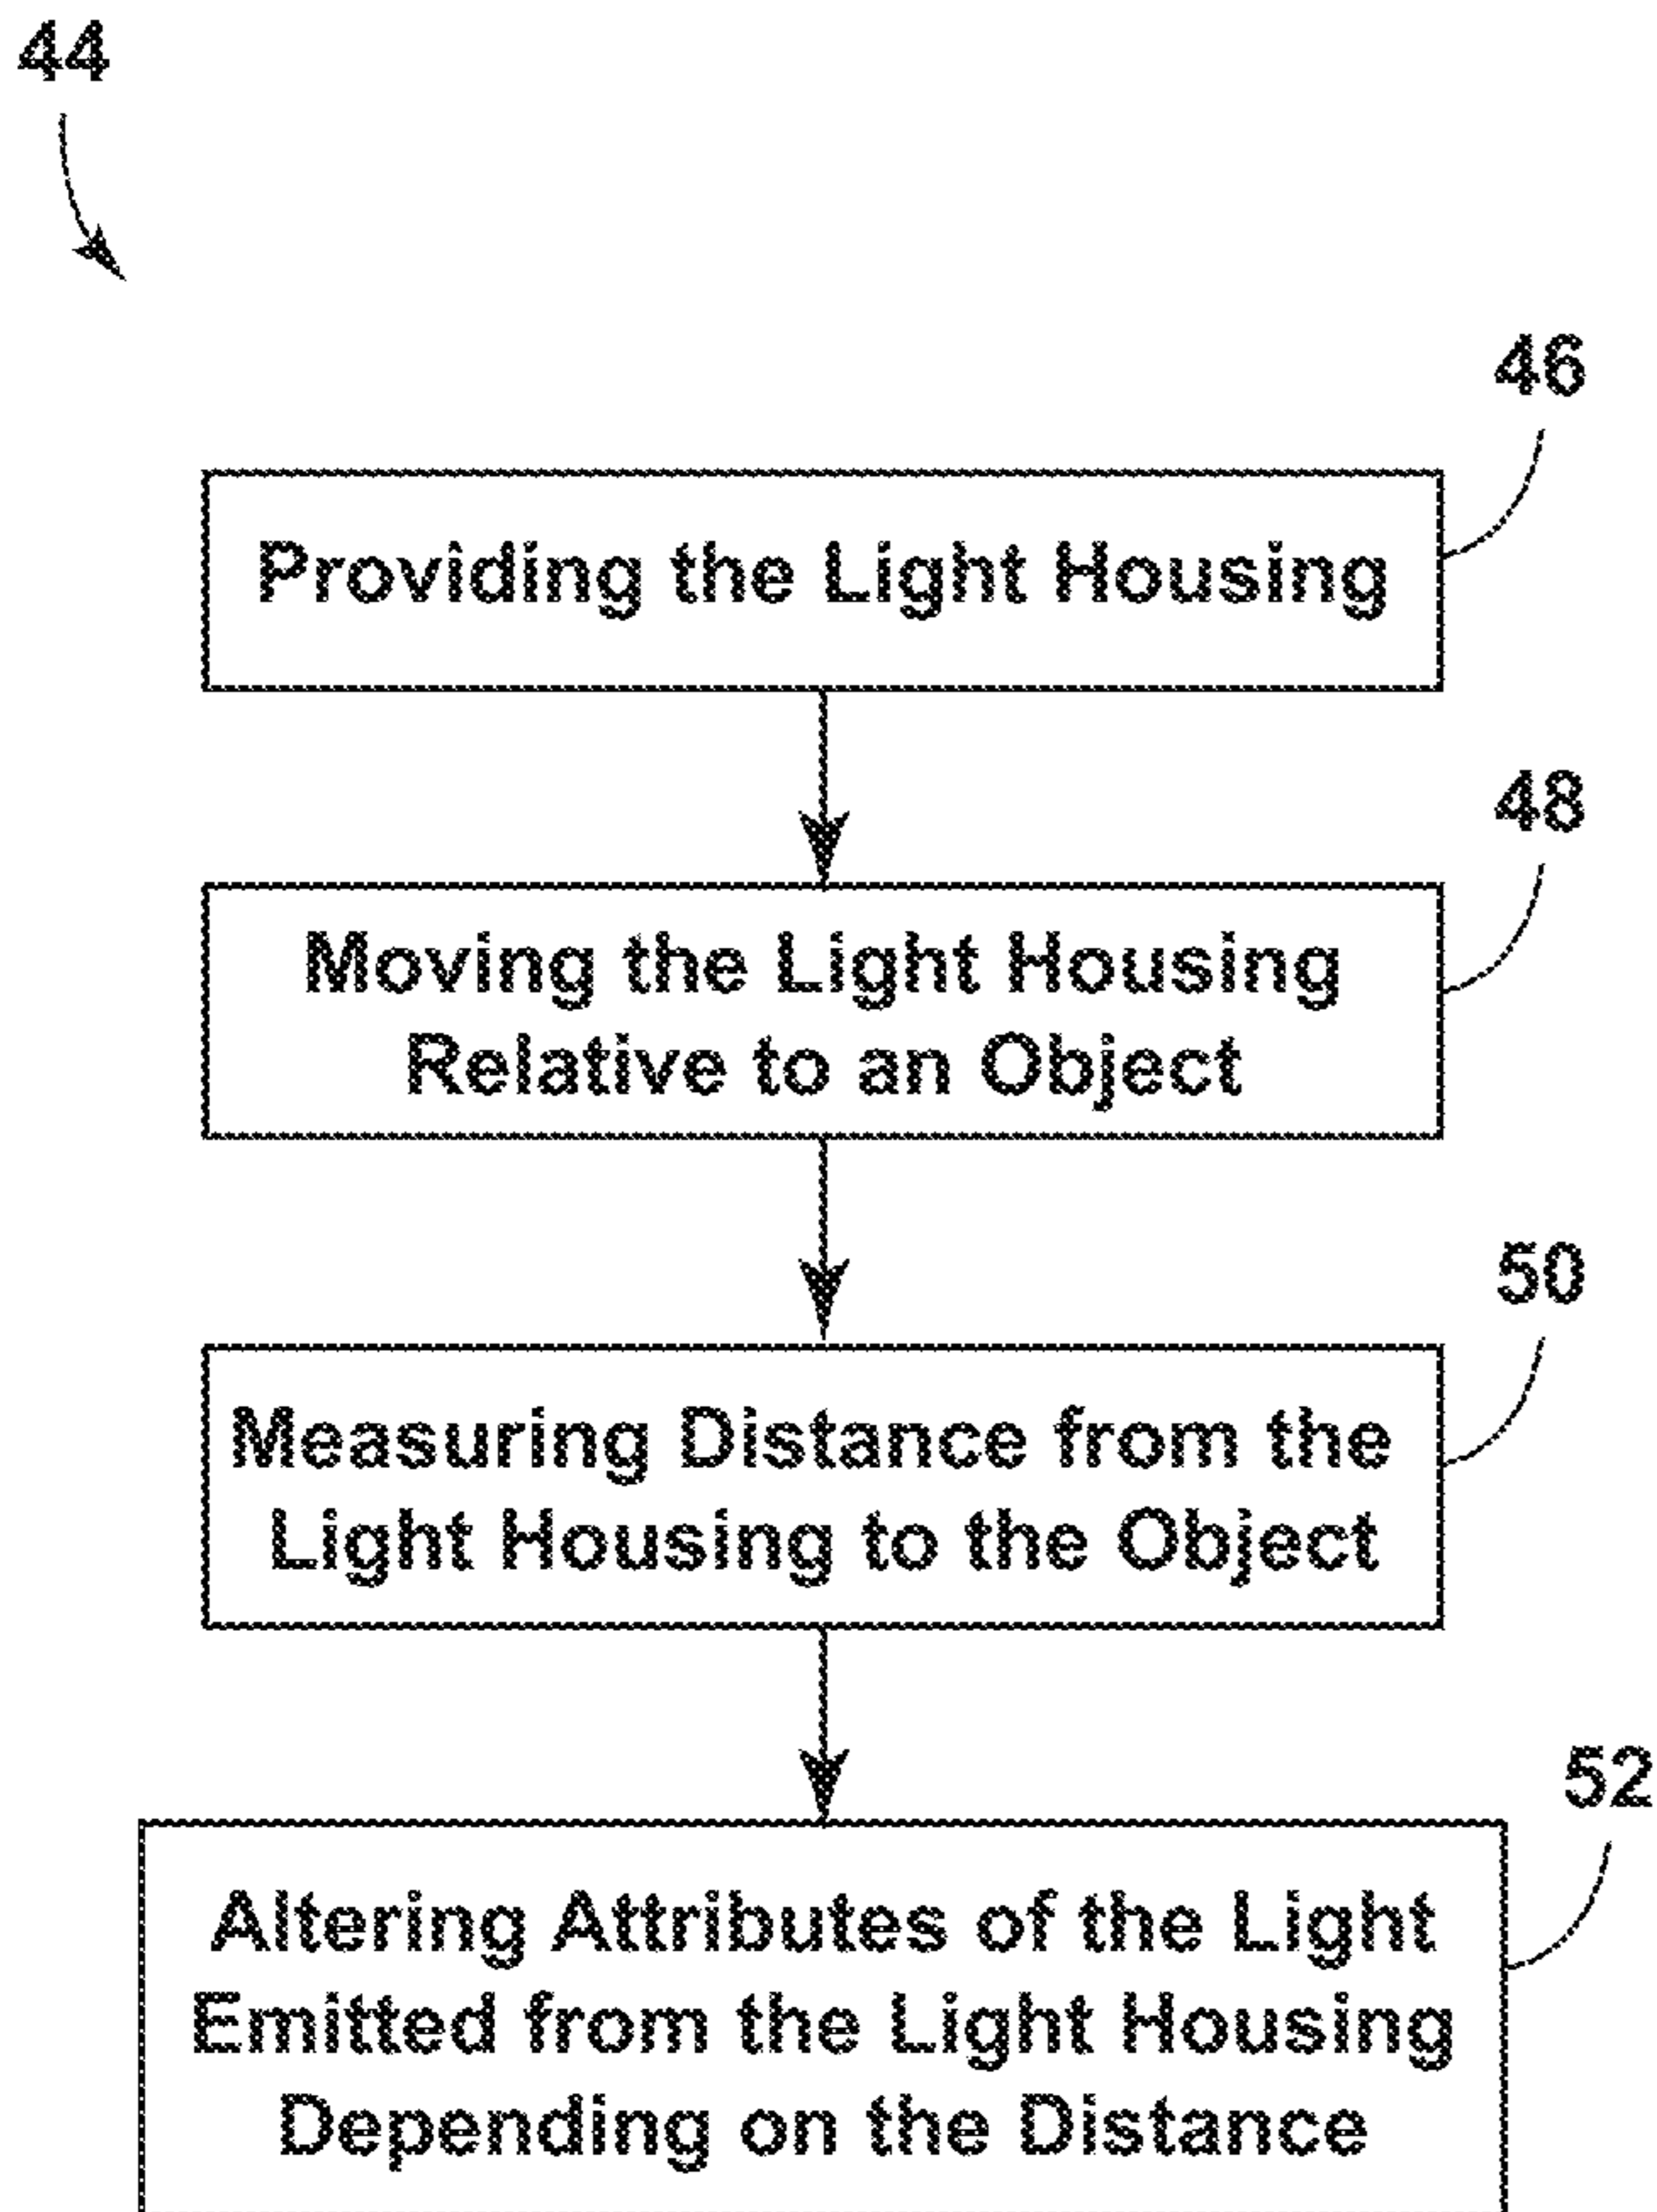 44
46
Providing the Light Housing
48
Moving the Light Housing
Relative to an Object
50
Measuring Distance from the
Light Housing to the Object
52
Altering Attributes of the Light
Emitted from the Light Housing
Depending on the Distance